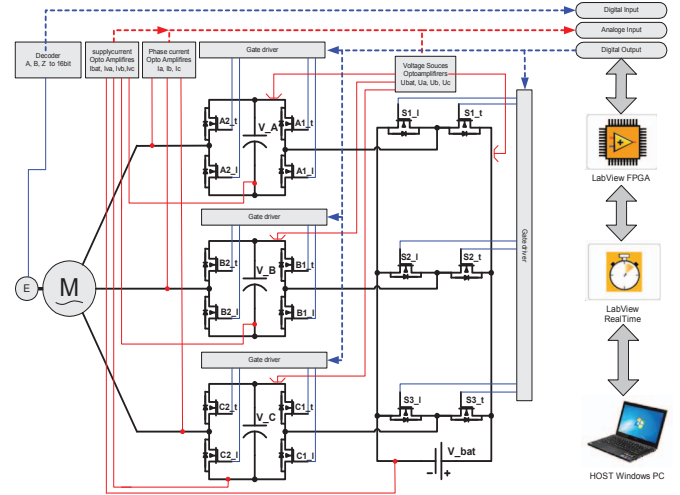 Digital Input
Analoge Input
Digital Output
Decoder
A, B, Z to 16bit
supplycurrent
Opto Amplifires
Ibat, Iva, Ivb,Ivc
Phase current
Opto Amplifires
Ia, Ib, Ic
Gate driver
Voltage Souces
Optoamplifirers
Ubat, Ua, Ub, Uc
A2_t
V_A
A1_t
A2_l
A1_l
S1_l
S1_t
Gate driver
LabView FPGA
Gate driver
B2_t
V_B
B1_t
B2_l
B1_l
S2_l
S2_t
E
M
LabView
RealTime
Gate driver
C2_t
V_C
C1_t
C2_l
C1_l
S3_l
S3_t
V_bat
HOST Windows PC